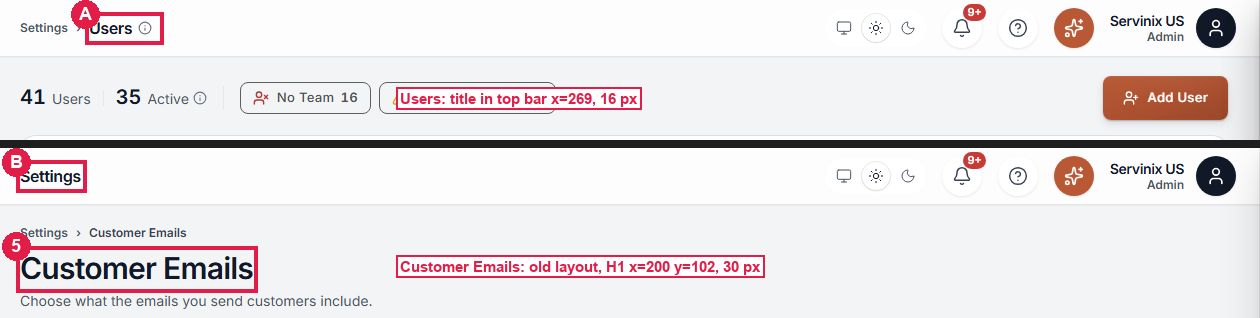 A
Settings › Users
9+
Servinix US
Admin
41 Users 35 Active No Team 16
Users: title in top bar x=269, 16 px
Add User
B
Settings
9+
Servinix US
Admin
Settings › Customer Emails
5
Customer Emails
Customer Emails: old layout, H1 x=200 y=102, 30 px
Choose what the emails you send customers include.